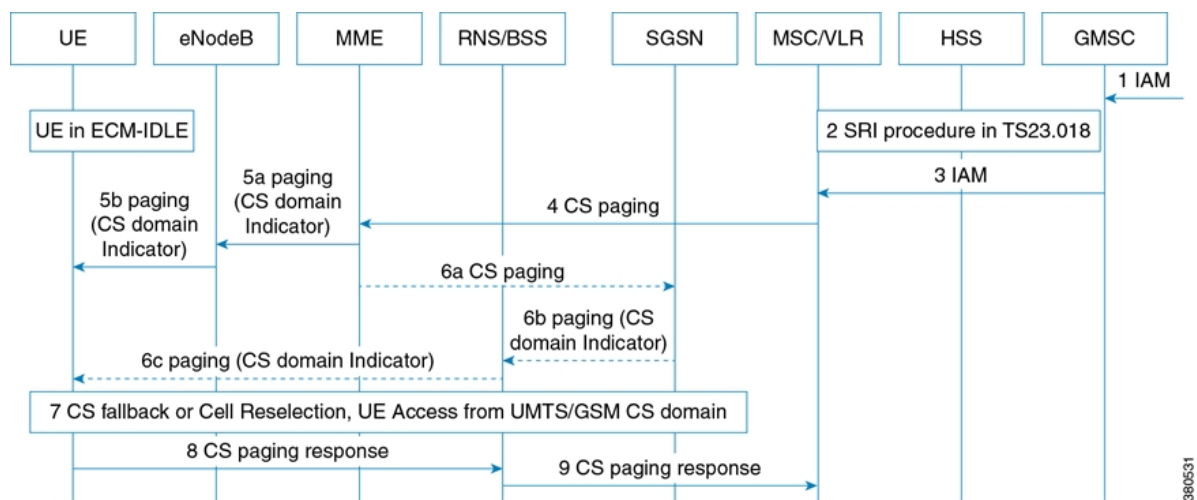 UE
eNodeB
MME
RNS/BSS
SGSN
MSC/VLR
HSS
GMSC
1 IAM
UE in ECM-IDLE
2 SRI procedure in TS23.018
3 IAM
4 CS paging
5a paging
(CS domain
Indicator)
5b paging
(CS domain
Indicator)
6a CS paging
6b paging (CS
domain Indicator)
6c paging (CS domain Indicator)
7 CS fallback or Cell Reselection, UE Access from UMTS/GSM CS domain
8 CS paging response
9 CS paging response
380531